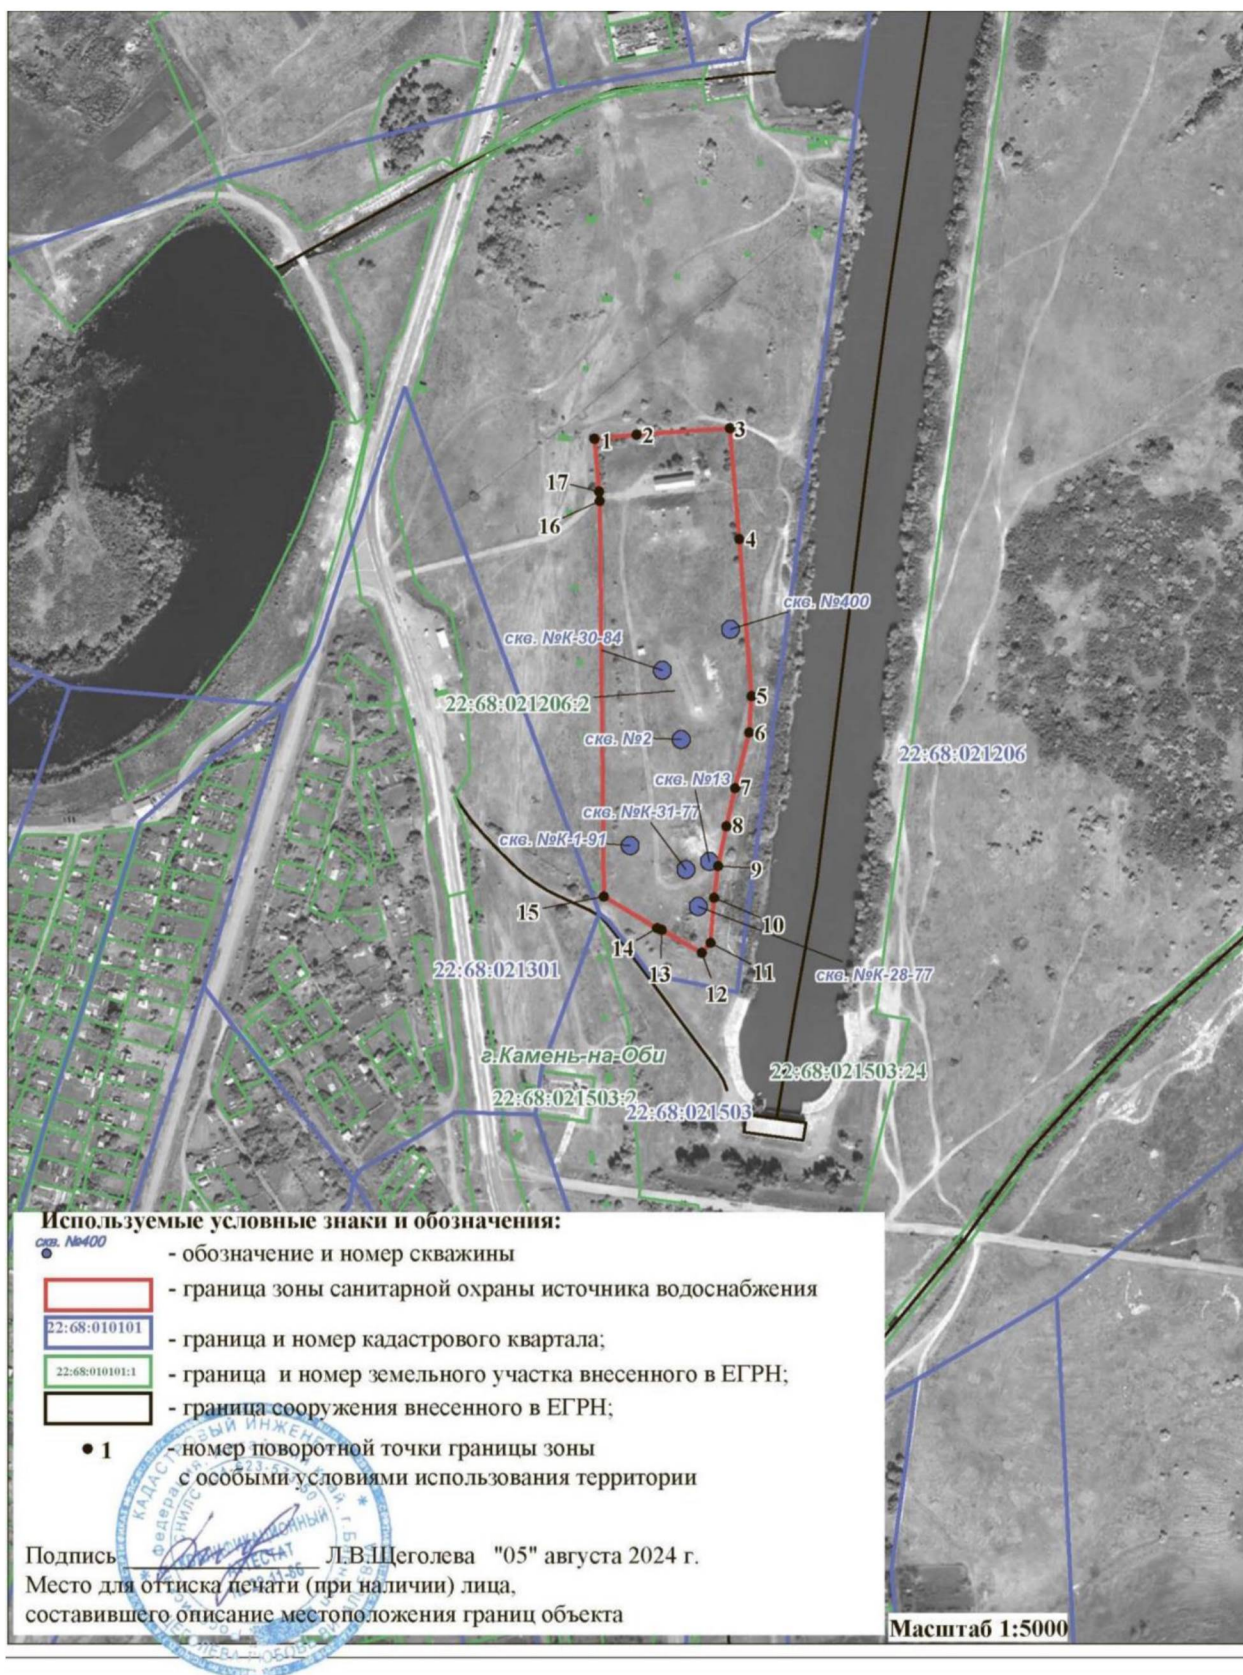 1
2
3
17
16
4
скв. №400
скв. №К-30-84
22:68:021206:2
5
6
скв. №2
22:68:021206
скв. №13
7
скв. №К-31-77
8
скв. №К-1-91
9
15
10
14
13
11
12
22:68:021301
скв. №К-28-77
г.Камень-на-Оби
22:68:021503:24
22:68:021503:2
22:68:021503
Используемые условные знаки и обозначения:
скв. №400
- обозначение и номер скважины
- граница зоны санитарной охраны источника водоснабжения
22:68:010101
- граница и номер кадастрового квартала;
22:68:010101:1
- граница и номер земельного участка внесенного в ЕГРН;
- граница сооружения внесенного в ЕГРН;
1
- номер поворотной точки границы зоны
с особыми условиями использования территории
Подпись Л.В.Щеголева "05" августа 2024 г.
Место для оттиска печати (при наличии) лица,
составившего описание местоположения границ объекта
Масштаб 1:5000
КАДАСТРОВЫЙ ИНЖЕНЕР
КВАЛИФИКАЦИОННЫЙ
АТТЕСТАТ